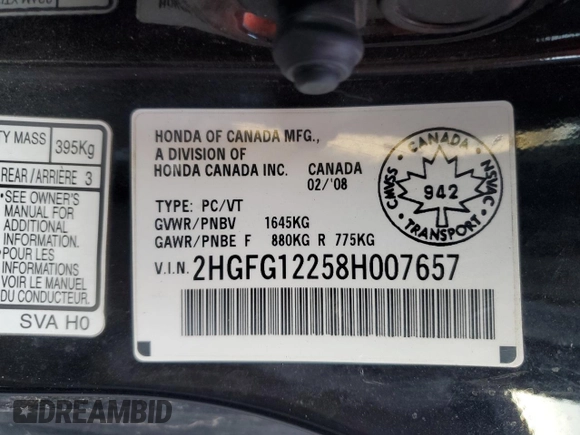 TY MASS 395Kg
REAR/ARRIÈRE 3
•SEE OWNER'S
MANUAL FOR
ADDITIONAL
INFORMATION.
•POUR LES
INFORMATIONS
VOIR LE MANUEL
DU CONDUCTEUR
SVA H0
HONDA OF CANADA MFG.,
A DIVISION OF
HONDA CANADA INC. CANADA
02/'08
TYPE: PC/VT
GVWR/PNBV 1645KG
GAWR/PNBE F 880KG R 775KG
V.I.N. 2HGFG12258H007657
CANADA
CMVSS NSVAC
942
TRANSPORT
DREAMBID